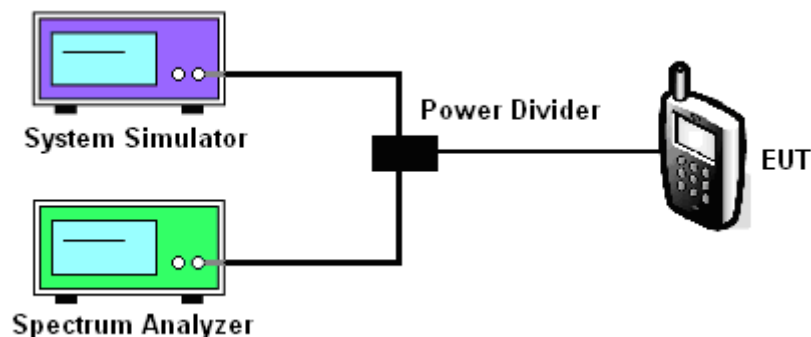 System Simulator
Power Divider
EUT
Spectrum Analyzer